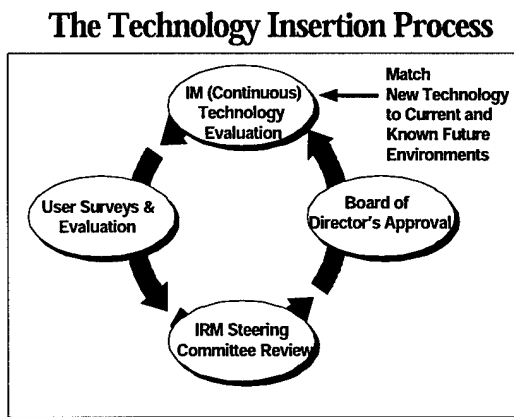 The Technology Insertion Process
IM (Continuous)
Technology
Evaluation
Match
New Technology
to Current and
Known Future
Environments
User Surveys &
Evaluation
Board of
Director's Approval
IRM Steering
Committee Review